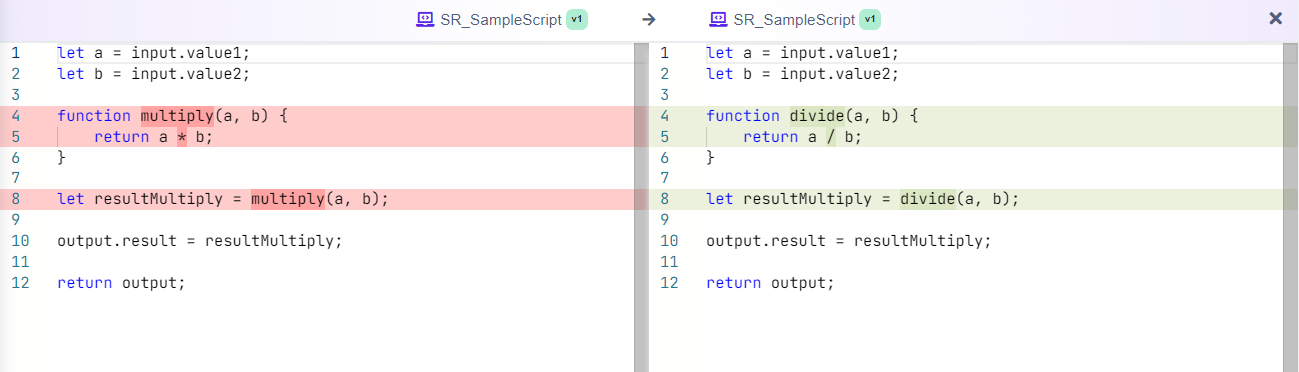 SR_SampleScript v1 → SR_SampleScript v1
1 let a = input.value1;
2 let b = input.value2;
3
4 function multiply(a, b) {
5     return a * b;
6 }
7
8 let resultMultiply = multiply(a, b);
9
10 output.result = resultMultiply;
11
12 return output;
1 let a = input.value1;
2 let b = input.value2;
3
4 function divide(a, b) {
5     return a / b;
6 }
7
8 let resultMultiply = divide(a, b);
9
10 output.result = resultMultiply;
11
12 return output;